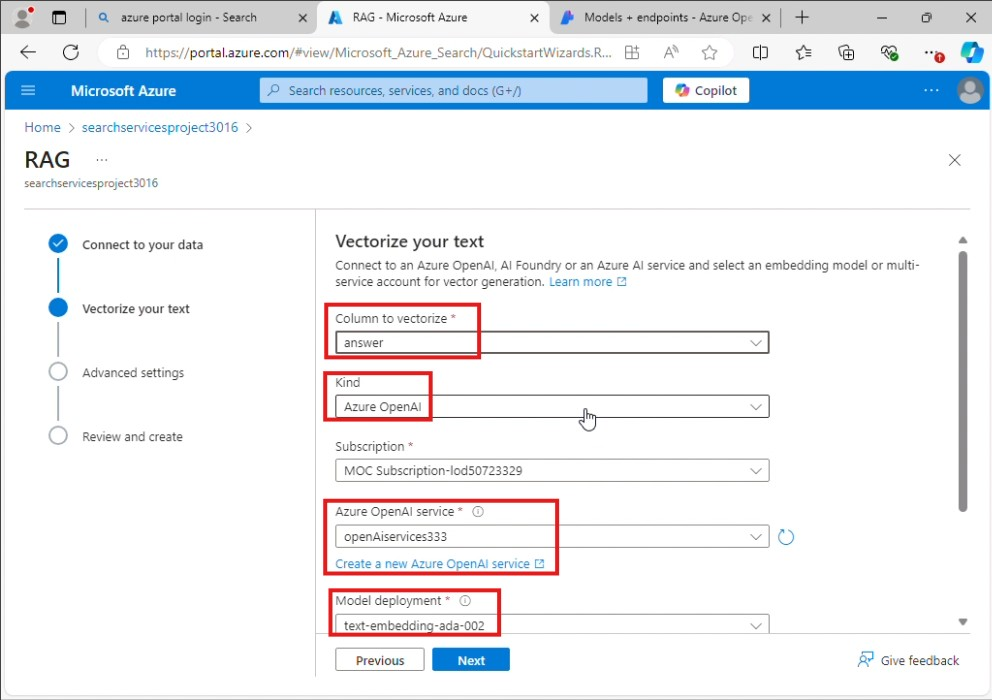 azure portal login - Search
RAG - Microsoft Azure
Models + endpoints - Azure Ope
https://portal.azure.com/#view/Microsoft_Azure_Search/QuickstartWizards.R...
Microsoft Azure
Search resources, services, and docs (G+/)
Copilot
Home > searchservicesproject3016 >
RAG ...
searchservicesproject3016
Connect to your data
Vectorize your text
Advanced settings
Review and create
Vectorize your text
Connect to an Azure OpenAI, AI Foundry or an Azure AI service and select an embedding model or multi-
service account for vector generation. Learn more
Column to vectorize *
answer
Kind
Azure OpenAI
Subscription *
MOC Subscription-lod50723329
Azure OpenAI service *
openAiservices333
Create a new Azure OpenAI service
Model deployment *
text-embedding-ada-002
Previous
Next
Give feedback